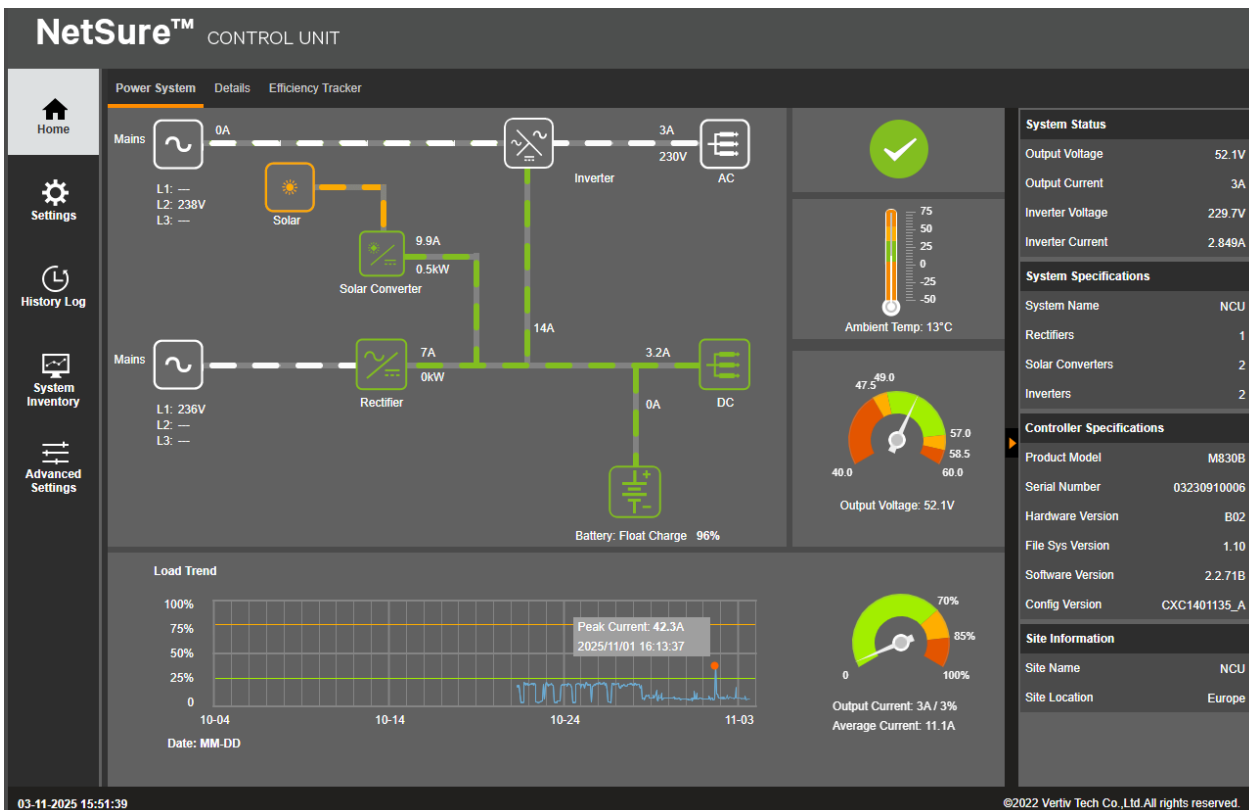 NetSure™ CONTROL UNIT
Home
Settings
History Log
System
Inventory
Advanced
Settings
Power System Details Efficiency Tracker
Mains
0A
L1: ---
L2: 238V
L3: ---
Solar
Inverter
3A
230V
AC
9.9A
0.5kW
Solar Converter
14A
Mains
L1: 236V
L2: ---
L3: ---
7A
0kW
Rectifier
3.2A
DC
0A
Battery: Float Charge 96%
75
50
25
0
-25
-50
Ambient Temp: 13°C
47.5
49.0
57.0
58.5
40.0
60.0
Output Voltage: 52.1V
Load Trend
100%
75%
50%
25%
0
Peak Current: 42.3A
2025/11/01 16:13:37
10-04 10-14 10-24 11-03
Date: MM-DD
70%
85%
0
100%
Output Current: 3A / 3%
Average Current: 11.1A
System Status
Output Voltage 52.1V
Output Current 3A
Inverter Voltage 229.7V
Inverter Current 2.849A
System Specifications
System Name NCU
Rectifiers 1
Solar Converters 2
Inverters 2
Controller Specifications
Product Model M830B
Serial Number 03230910006
Hardware Version B02
File Sys Version 1.10
Software Version 2.2.71B
Config Version CXC1401135_A
Site Information
Site Name NCU
Site Location Europe
03-11-2025 15:51:39
©2022 Vertiv Tech Co.,Ltd.All rights reserved.